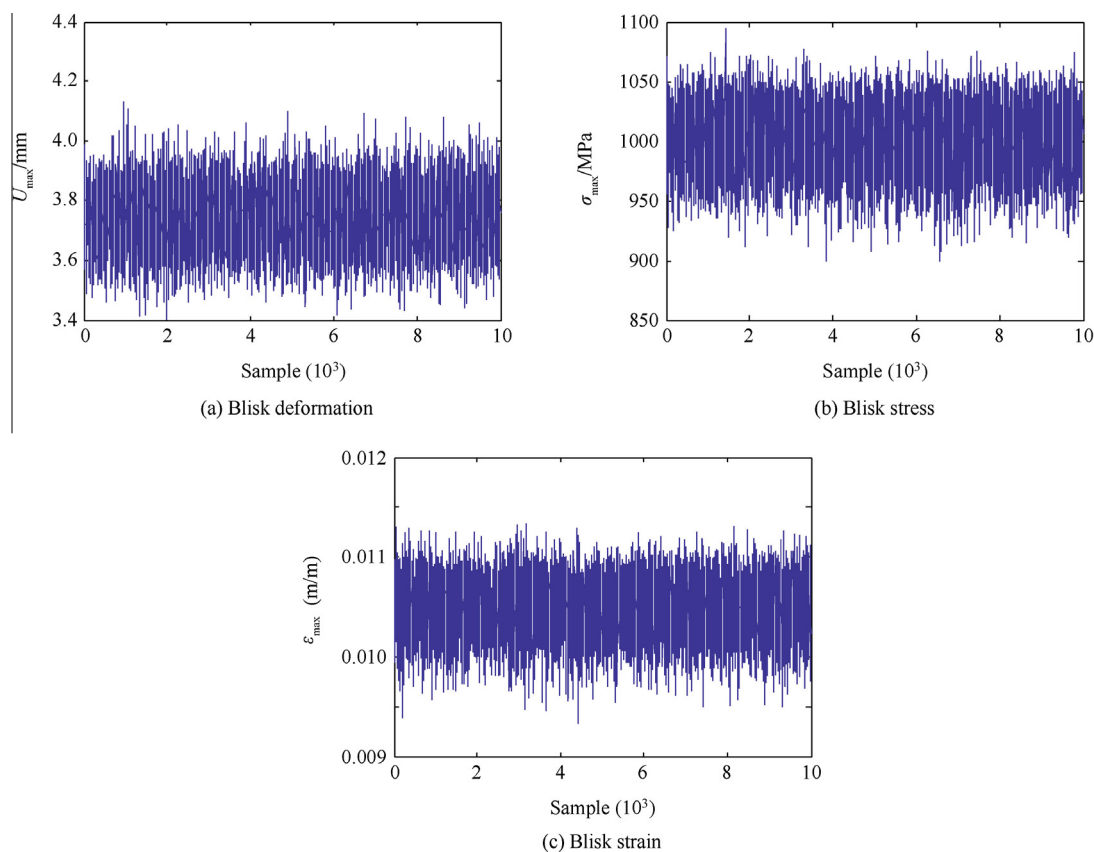 4.4
4.2
4.0
3.8
3.6
3.4
U max/mm
0 2 4 6 8 10
Sample (10³)
(a) Blisk deformation
1100
1050
1000
950
900
850
σ max/MPa
0 2 4 6 8 10
Sample (10³)
(b) Blisk stress
0.012
0.011
0.010
0.009
ε max (m/m)
0 2 4 6 8 10
Sample (10³)
(c) Blisk strain